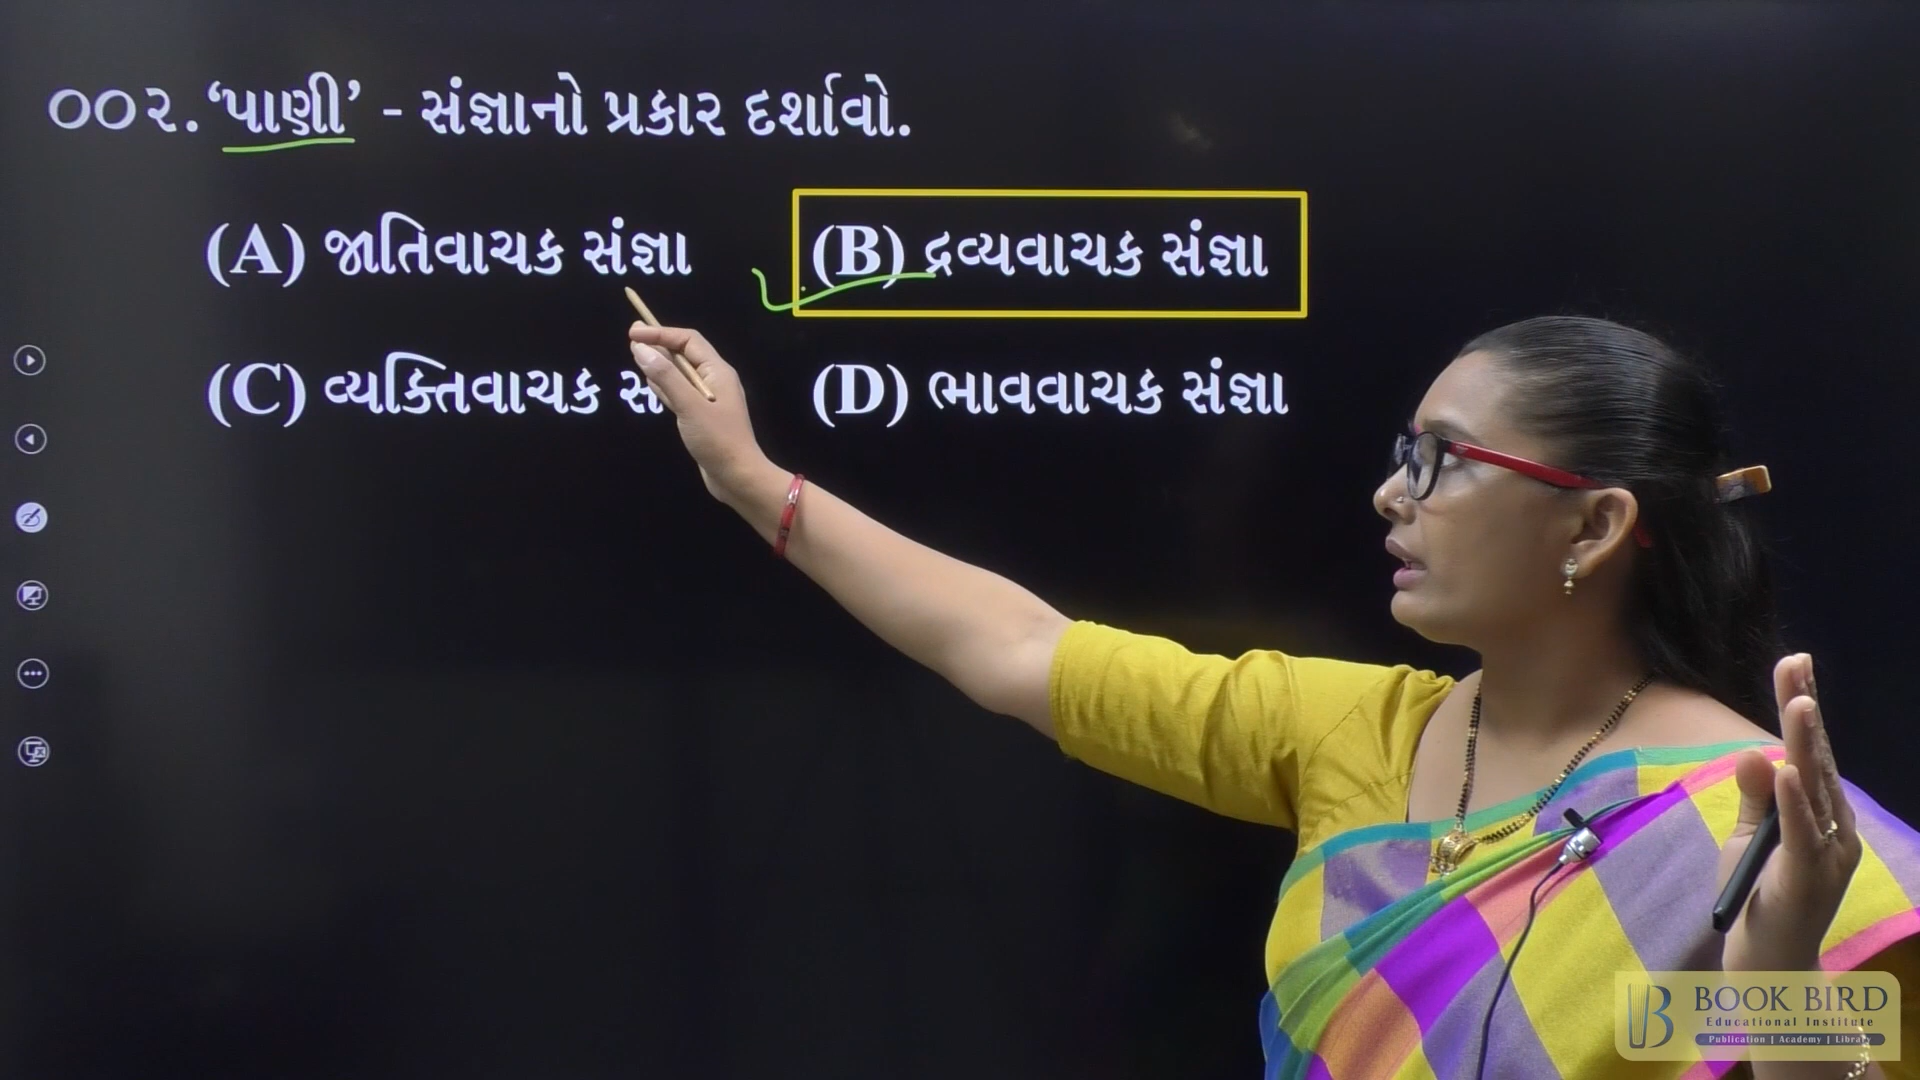 ૦૦૨. ‘પાણી’ - સંજ્ઞાનો પ્રકાર દર્શાવો.
(A) જાતિવાચક સંજ્ઞા (B) દ્રવ્યવાચક સંજ્ઞા
(C) વ્યક્તિવાચક (D) ભાવવાચક સંજ્ઞા
BOOK BIRD
Educational Institute
Publication | Academy | Library